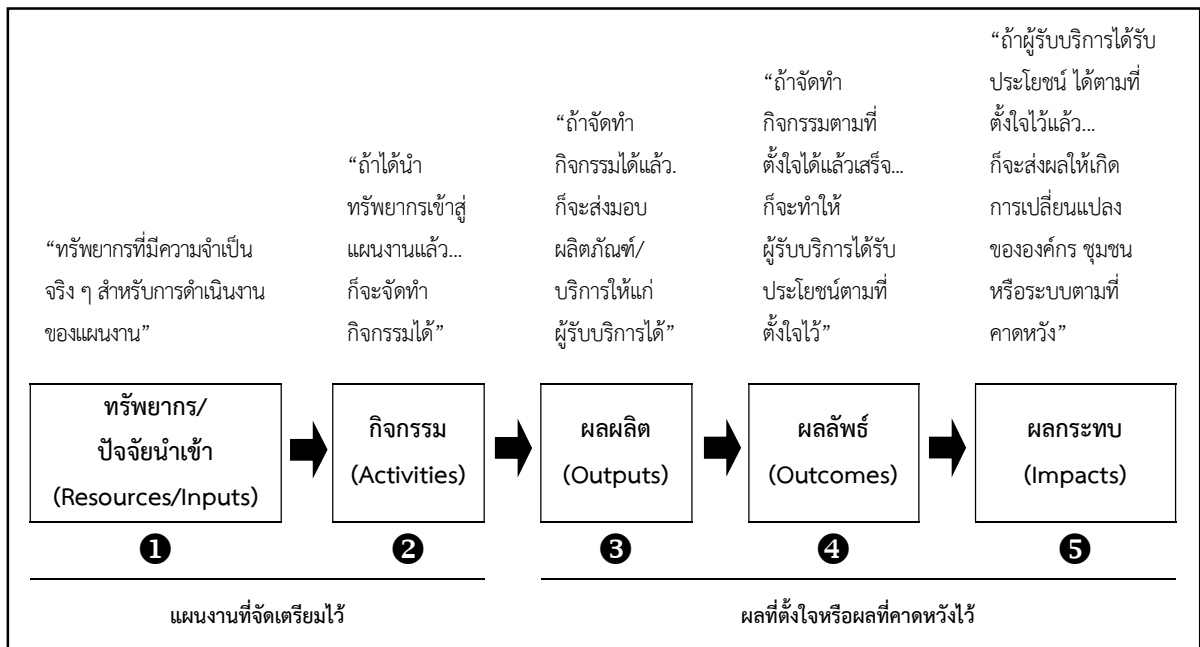 “ทรัพยากรที่มีความจำเป็น
จริง ๆ สำหรับการดำเนินงาน
ของแผนงาน”
“ถ้าได้นำ
ทรัพยากรเข้าสู่
แผนงานแล้ว...
ก็จะจัดทำ
กิจกรรมได้”
“ถ้าจัดทำ
กิจกรรมได้แล้ว.
ก็จะส่งมอบ
ผลิตภัณฑ์/
บริการให้แก่
ผู้รับบริการได้”
“ถ้าจัดทำ
กิจกรรมตามที่
ตั้งใจได้แล้วเสร็จ...
ก็จะทำให้
ผู้รับบริการได้รับ
ประโยชน์ตามที่
ตั้งใจไว้”
“ถ้าผู้รับบริการได้รับ
ประโยชน์ ได้ตามที่
ตั้งใจไว้แล้ว...
ก็จะส่งผลให้เกิด
การเปลี่ยนแปลง
ขององค์กร ชุมชน
หรือระบบตามที่
คาดหวัง”
ทรัพยากร/
ปัจจัยนำเข้า
(Resources/Inputs)
กิจกรรม
(Activities)
ผลผลิต
(Outputs)
ผลลัพธ์
(Outcomes)
ผลกระทบ
(Impacts)
❶
❷
❸
❹
❺
แผนงานที่จัดเตรียมไว้
ผลที่ตั้งใจหรือผลที่คาดหวังไว้